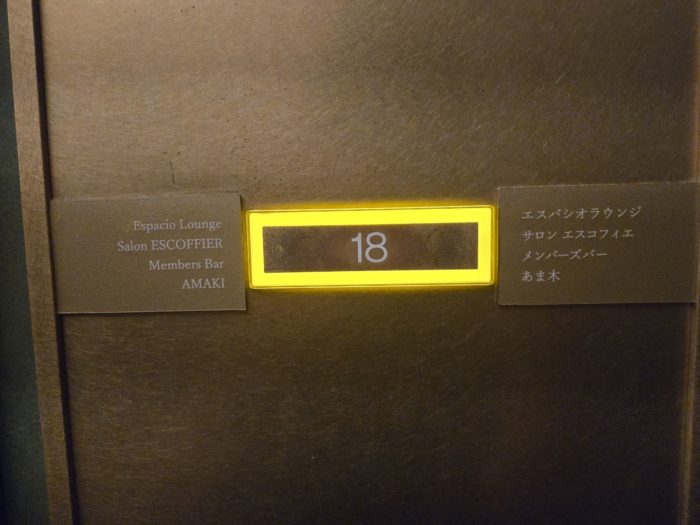 Espacio Lounge
Salon ESCOFFIER
Members Bar
AMAKI
18
エスパシオラウンジ
サロン エスコフィエ
メンバーズバー
あま木